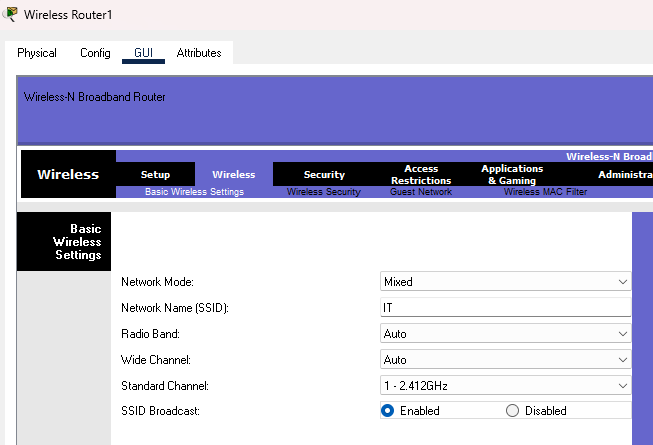 Wireless Router1
Physical Config GUI Attributes
Wireless-N Broadband Router
Wireless-N Broad
Wireless Setup Wireless Security Access Restrictions Applications & Gaming Administra
Basic Wireless Settings Wireless Security Guest Network Wireless MAC Filter
Basic
Wireless
Settings
Network Mode: Mixed
Network Name (SSID): IT
Radio Band: Auto
Wide Channel: Auto
Standard Channel: 1 - 2.412GHz
SSID Broadcast: Enabled Disabled